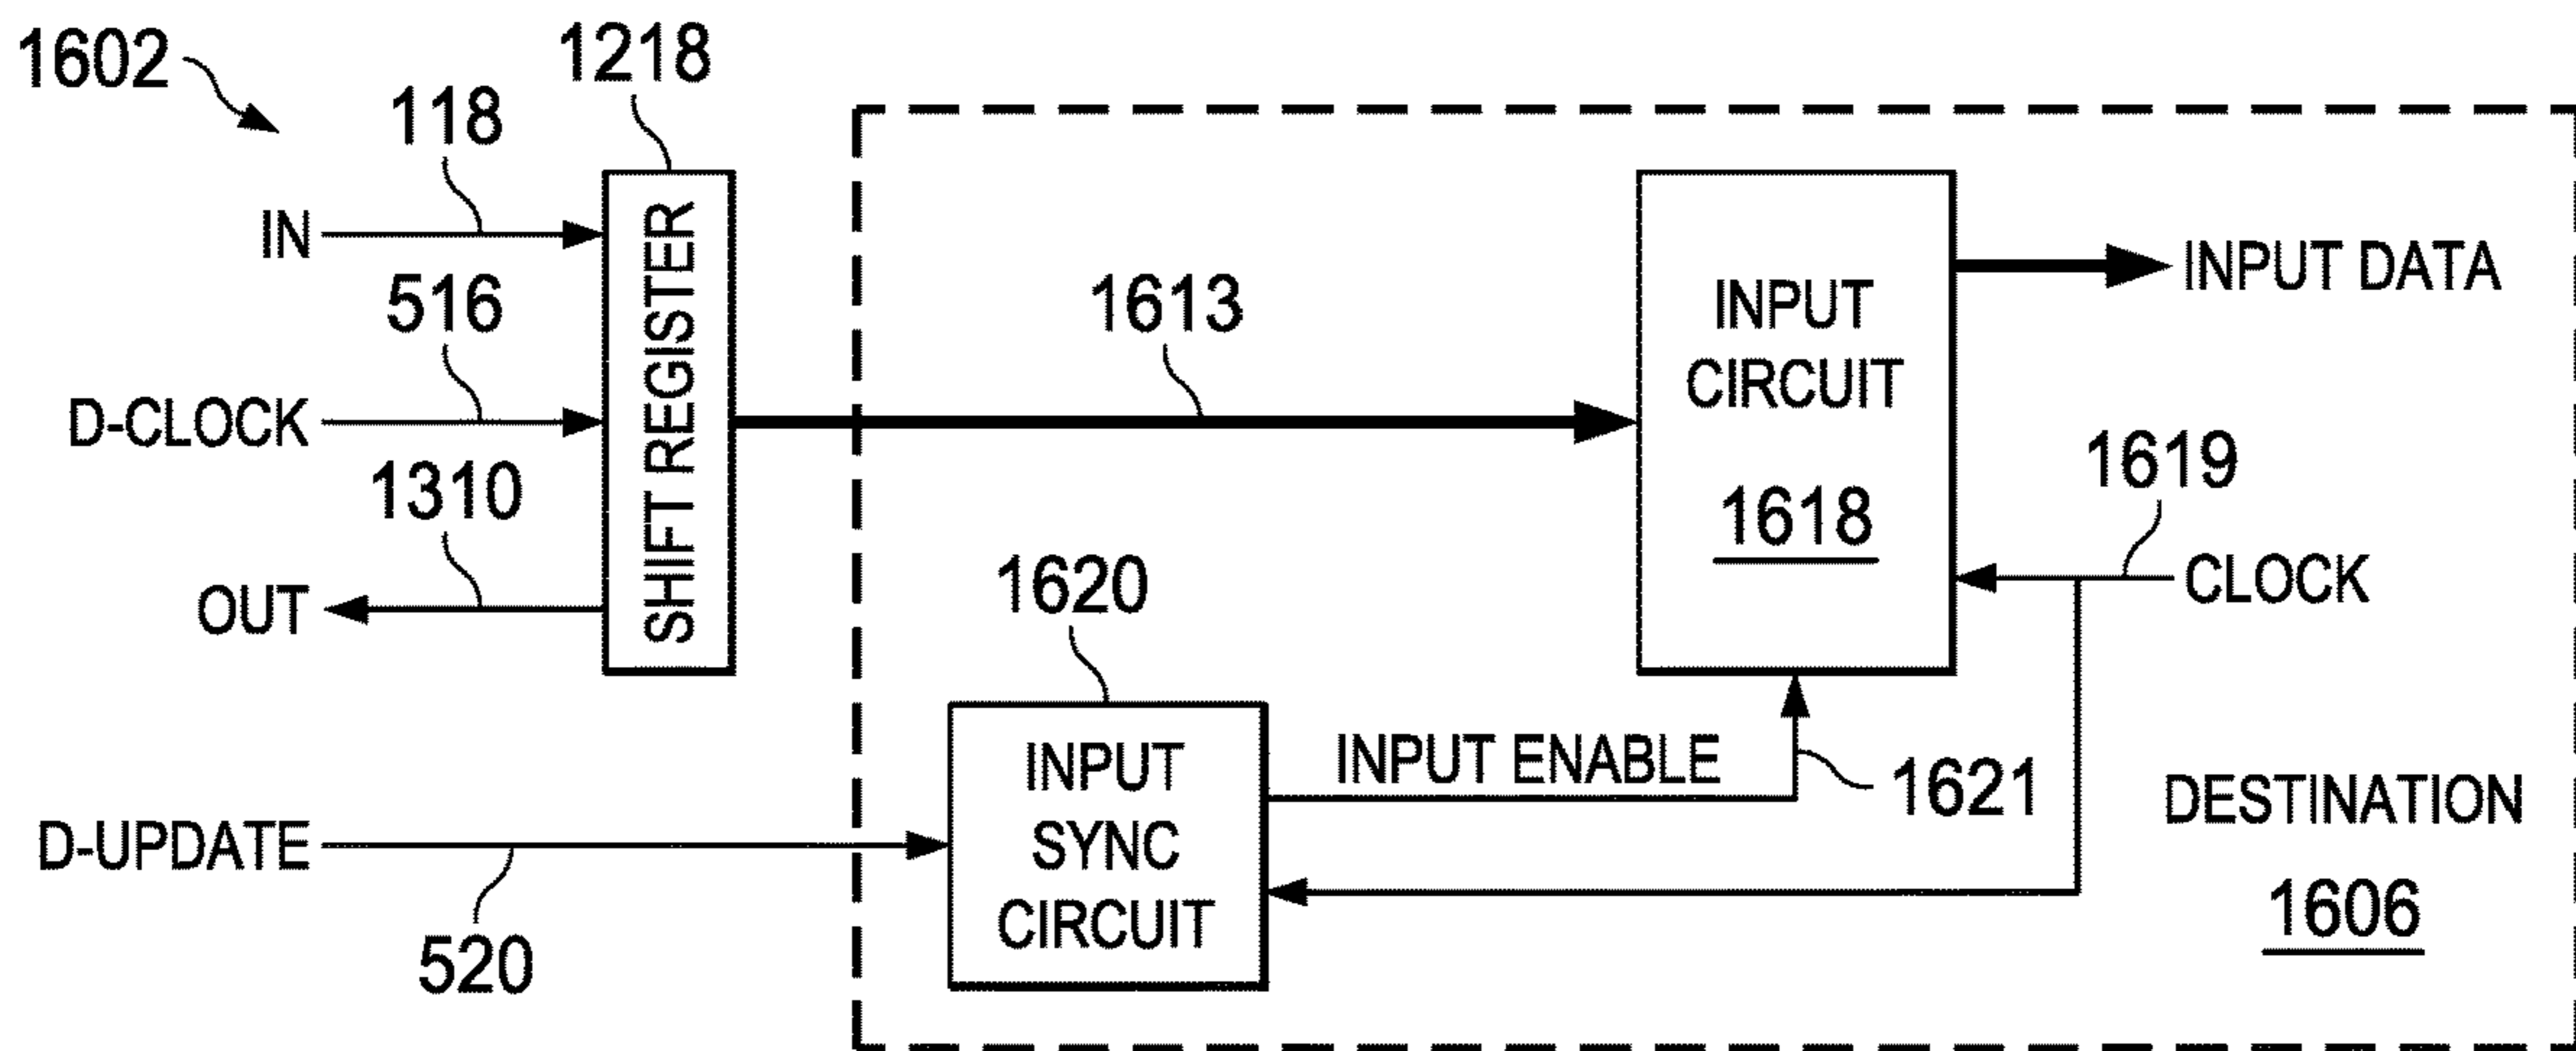 1602
1218
118
IN
516
D-CLOCK
1310
OUT
SHIFT REGISTER
1613
INPUT
CIRCUIT
1618
INPUT DATA
1619
CLOCK
1620
INPUT
SYNC
CIRCUIT
INPUT ENABLE
1621
D-UPDATE
520
DESTINATION
1606